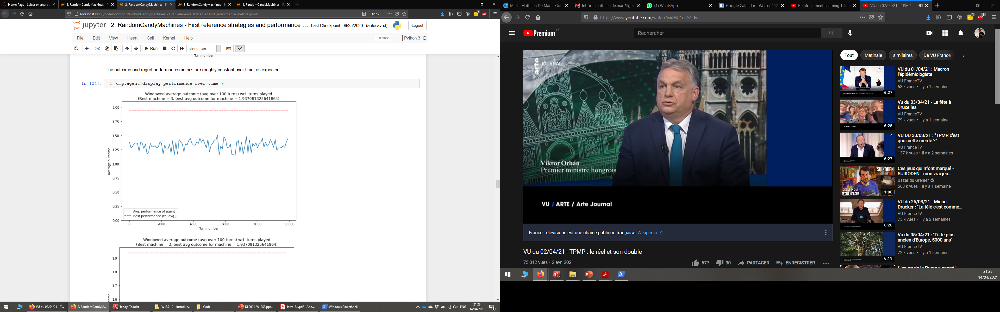 Home Page - Select or create a
1. RandomCandyMachines - P
2. RandomCandyMachines - Fi
3. RandomCandyMachines - St
4. RandomCandyMachines - Pa
localhost:8888/notebooks/2. RandomCandyMachines - First reference strategies and performance metrics.ipynb
120%
1
ABP
jupyter
2. RandomCandyMachines - First reference strategies and performance ...
Last Checkpoint: 09/25/2020
(autosaved)
Logout
File
Edit
View
Insert
Cell
Kernel
Help
Trusted
Python 3
Run
Markdown
Turn number
The outcome and regret performance metrics are roughly constant over time, as expected.
In [24]:
1
cmg.agent.display_performance_over_time()
Windowed average outcome (avg over 100 turns) wrt. turns played
(Best machine = 3, best avg outcome for machine = 1.937081325641864)
2.00
1.75
1.50
1.25
1.00
0.75
0.50
0.25
0.00
Average outcome
Avg. performance of agent
Best performance (th. avg.)
0
2000
4000
6000
8000
10000
Turn number
Windowed average outcome (avg over 100 turns) wrt. turns played
(Best machine = 3, best avg outcome for machine = 1.937081325641864)
1.9
1.8
1.7
1.6
VU du 02/04/21 - T...
2. RandomCandyM...
6
Today: Todoist
W13S1-2 - Introduc...
Code
DL2021_W12S3.ppt...
intro_RL.pdf - Ado...
Windows PowerShell
ENG
21:28
14/04/2021
3
Mail - Matthieu De Mari - Out
Inbox - matthieu.de.mari@gm
(1) WhatsApp
Google Calendar - Week of 12
Reinforcement Learning 1: Int
VU du 02/04/21 - TPMP : le
https://www.youtube.com/watch?v=tHC1gI7sSdw
1
ABP
6
Premium
SG
Rechercher
arte
JOURNAL
Viktor Orbán
Premier ministre hongrois
VU / ARTE / Arte Journal
France Télévisions est une chaîne publique française. Wikipedia
VU du 02/04/21 - TPMP : le réel et son double
75 012 vues • 2 avr. 2021
677
30
PARTAGER
ENREGISTRER
Tout
Matinale
similaires
De VU FranceT
VU du 01/04/21 : Macron
l'épidémiologiste
VU FranceTV
63 k vues • il y a 1 semaine
6:27
Vu du 03/04/21 - La fête à
Bruxelles
VU FranceTV
79 k vues • il y a 1 semaine
6:25
VU DU 30/03/21 : "TPMP, c'est
quoi cette merde ?"
VU FranceTV
137 k vues • il y a 2 semaines
6:27
Ces jeux qui m'ont marqué -
SUIKODEN - mon vrai jeu...
Bazar du Grenier
563 k vues • il y a 1 semaine
SUIKODEN
CES JEUX QUI
M'ONT MARQUÉ
11:06
VU du 25/03/21 - Michel
Drucker : "La télé c'est comme...
VU FranceTV
73 k vues • il y a 2 semaines
6:26
Vu du 05/04/21 : "L'if le plus
ancien d'Europe, 5000 ans"
VU FranceTV
72 k vues • il y a 1 semaine
6:19
6
21:28
14/04/2021